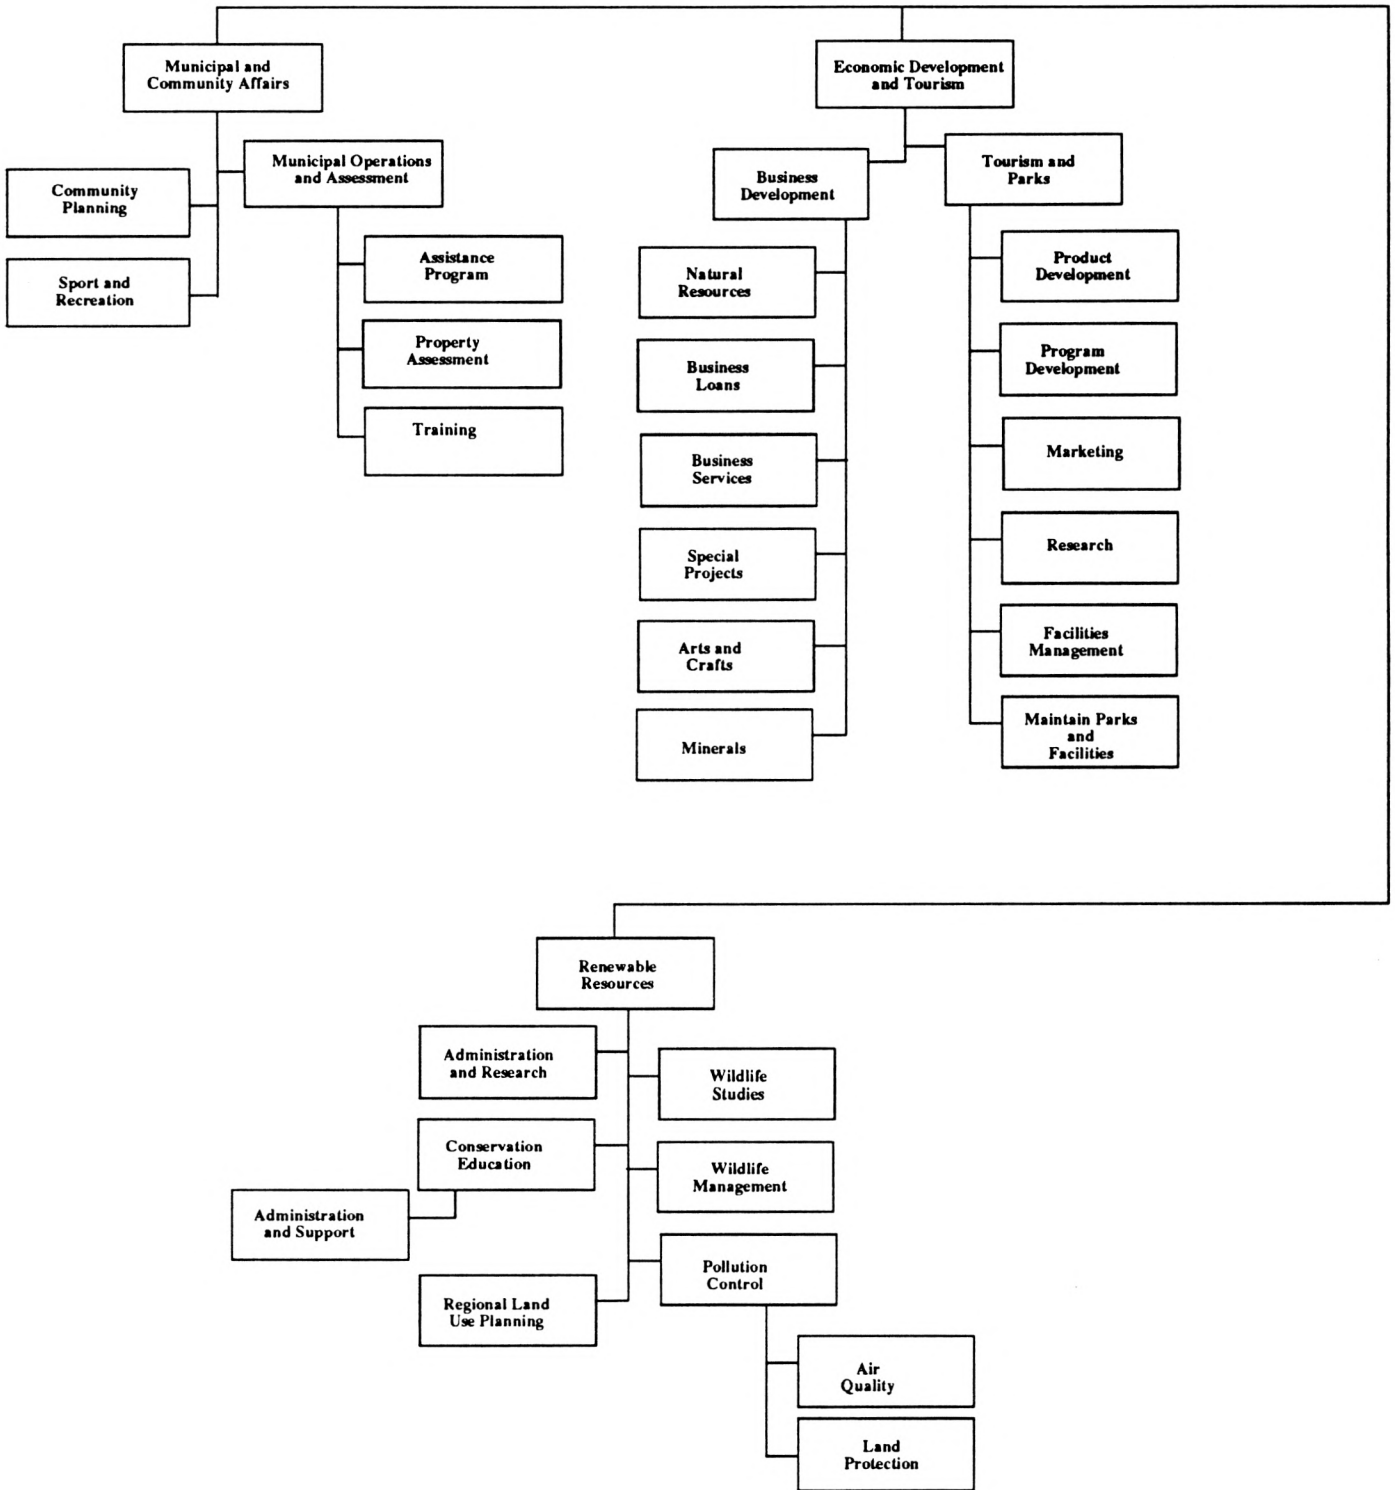 Municipal and
Community Affairs
Economic Development
and Tourism
Municipal Operations
and Assessment
Community
Planning
Sport and
Recreation
Assistance
Program
Property
Assessment
Training
Business
Development
Tourism and
Parks
Natural
Resources
Business
Loans
Business
Services
Special
Projects
Arts and
Crafts
Minerals
Product
Development
Program
Development
Marketing
Research
Facilities
Management
Maintain Parks
and
Facilities
Renewable
Resources
Administration
and Research
Wildlife
Studies
Conservation
Education
Wildlife
Management
Administration
and Support
Pollution
Control
Regional Land
Use Planning
Air
Quality
Land
Protection